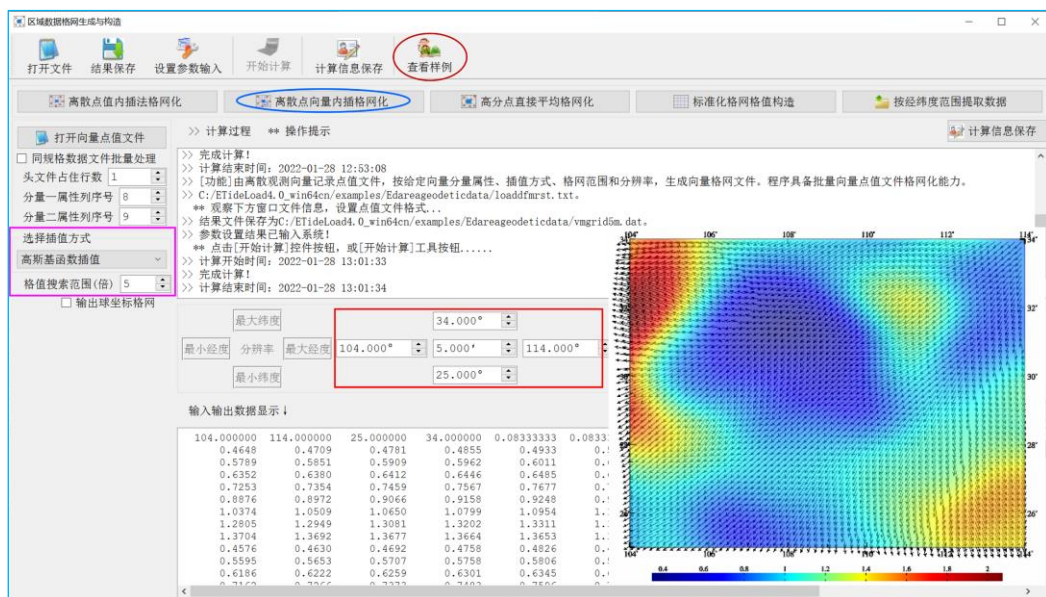 区域数据格网生成与构造
打开文件 结果保存 设置参数输入 开始计算 计算信息保存 查看样例
离散点值内插法格网化 离散点向量内插格网化 高分点直接平均格网化 标准化格网格值构造 按经纬度范围提取数据
打开向量点值文件 >> 计算过程 ** 操作提示 计算信息保存
同规格数据文件批量处理
头文件占住行数 1
分量一属性列序号 8
分量二属性列序号 9
选择插值方式
高斯基函数插值
格值搜索范围(倍) 5
输出球坐标格网
>> 完成计算!
>> 计算结束时间: 2022-01-28 12:53:08
>> [功能]由离散观测向量记录点值文件, 按给定向量分量属性、插值方式、格网范围和分辨率, 生成向量格网文件。程序具备批量向量点值文件格网化能力。
>> C:/ETideLoad4.0_win64cn/examples/Edareageodeticdata/loaddfmrst.txt。
** 观察下方窗口文件信息, 设置点值文件格式...
>> 结果文件保存为C:/ETideLoad4.0_win64cn/examples/Edareageodeticdata/vmgrid5m.dat。
>> 参数设置结果已输入系统!
** 点击[开始计算]控件按钮, 或[开始计算]工具按钮......
>> 计算开始时间: 2022-01-28 13:01:33
>> 完成计算!
>> 计算结束时间: 2022-01-28 13:01:34
最大纬度 34.000°
最小经度 分辨率 最大经度 104.000° 5.000′ 114.000°
最小纬度 25.000°
输入输出数据显示↓
104.000000 114.000000 25.000000 34.000000 0.08333333 0.0833
0.4648 0.4709 0.4781 0.4855 0.4933 0.
0.5789 0.5851 0.5909 0.5962 0.6011 0.
0.6352 0.6380 0.6412 0.6446 0.6485 0.
0.7253 0.7354 0.7459 0.7567 0.7677 0.
0.8876 0.8972 0.9066 0.9158 0.9248 0.
1.0374 1.0509 1.0650 1.0799 1.0954 1.
1.2805 1.2949 1.3081 1.3202 1.3311 1.
1.3704 1.3692 1.3677 1.3664 1.3653 1.
0.4576 0.4630 0.4692 0.4758 0.4826 0.
0.5595 0.5653 0.5707 0.5758 0.5806 0.
0.6186 0.6222 0.6259 0.6301 0.6345 0.
104° 106° 108° 110° 112° 114°
34°
32°
30°
28°
26°
104° 106° 108° 110° 112° 114°
0.4 0.6 0.8 1 1.2 1.4 1.6 1.8 2